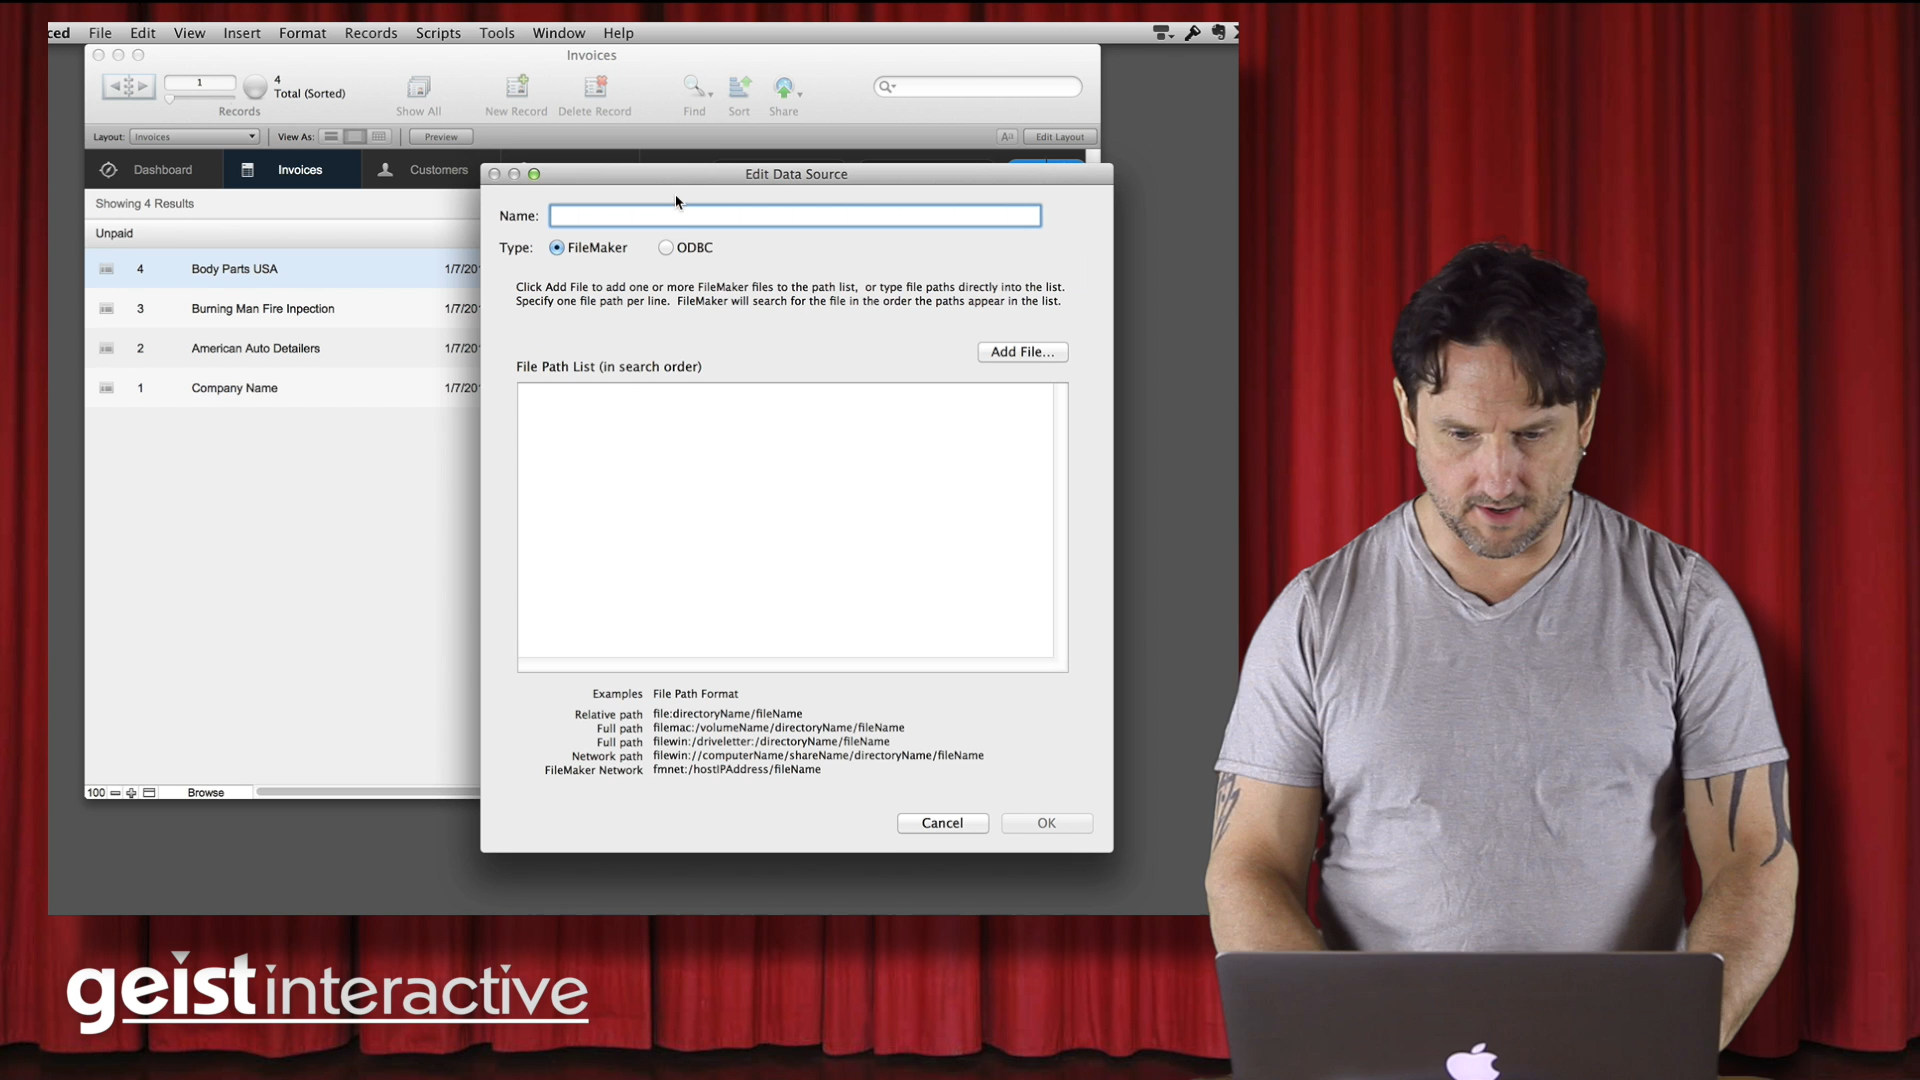 ced File Edit View Insert Format Records Scripts Tools Window Help
Invoices
1
4
Total (Sorted)
Records
Show All
New Record
Delete Record
Find
Sort
Share
Layout: Invoices
View As:
Preview
Aa
Edit Layout
Dashboard
Invoices
Customers
Showing 4 Results
Unpaid
4 Body Parts USA 1/7/20
3 Burning Man Fire Inpection 1/7/20
2 American Auto Detailers 1/7/20
1 Company Name 1/7/20
100
Browse
Edit Data Source
Name:
Type: FileMaker ODBC
Click Add File to add one or more FileMaker files to the path list, or type file paths directly into the list.
Specify one file path per line. FileMaker will search for the file in the order the paths appear in the list.
Add File...
File Path List (in search order)
Examples File Path Format
Relative path file:directoryName/fileName
Full path filemac:/volumeName/directoryName/fileName
Full path filewin:/driveletter:/directoryName/fileName
Network path filewin://computerName/shareName/directoryName/fileName
FileMaker Network fmnet:/hostIPAddress/fileName
Cancel
OK
geistinteractive